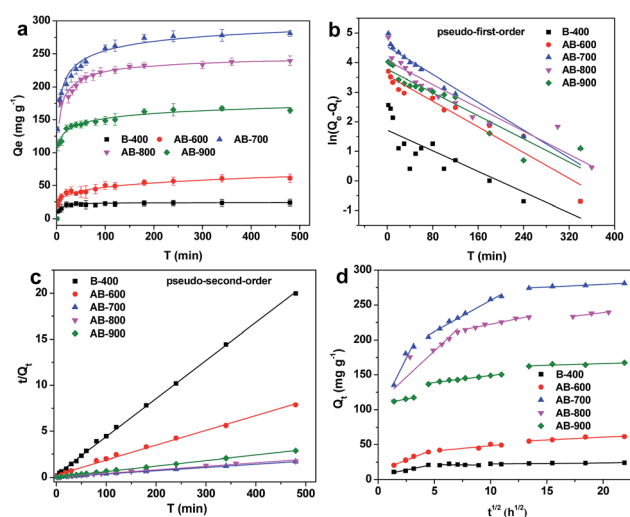 a
Qe (mg g-1)
300
250
200
150
100
50
0
B-400 AB-600 AB-700
AB-800 AB-900
0 100 200 300 400 500
T (min)
b
pseudo-first-order
ln(Qe-Qt)
5
4
3
2
1
0
-1
B-400
AB-600
AB-700
AB-800
AB-900
0 60 120 180 240 300 360
T (min)
c
pseudo-second-order
t/Qt
20
15
10
5
0
B-400
AB-600
AB-700
AB-800
AB-900
0 100 200 300 400 500
T (min)
d
Qt (mg g-1)
300
250
200
150
100
50
0
B-400
AB-600
AB-700
AB-800
AB-900
0 5 10 15 20
t1/2 (h1/2)